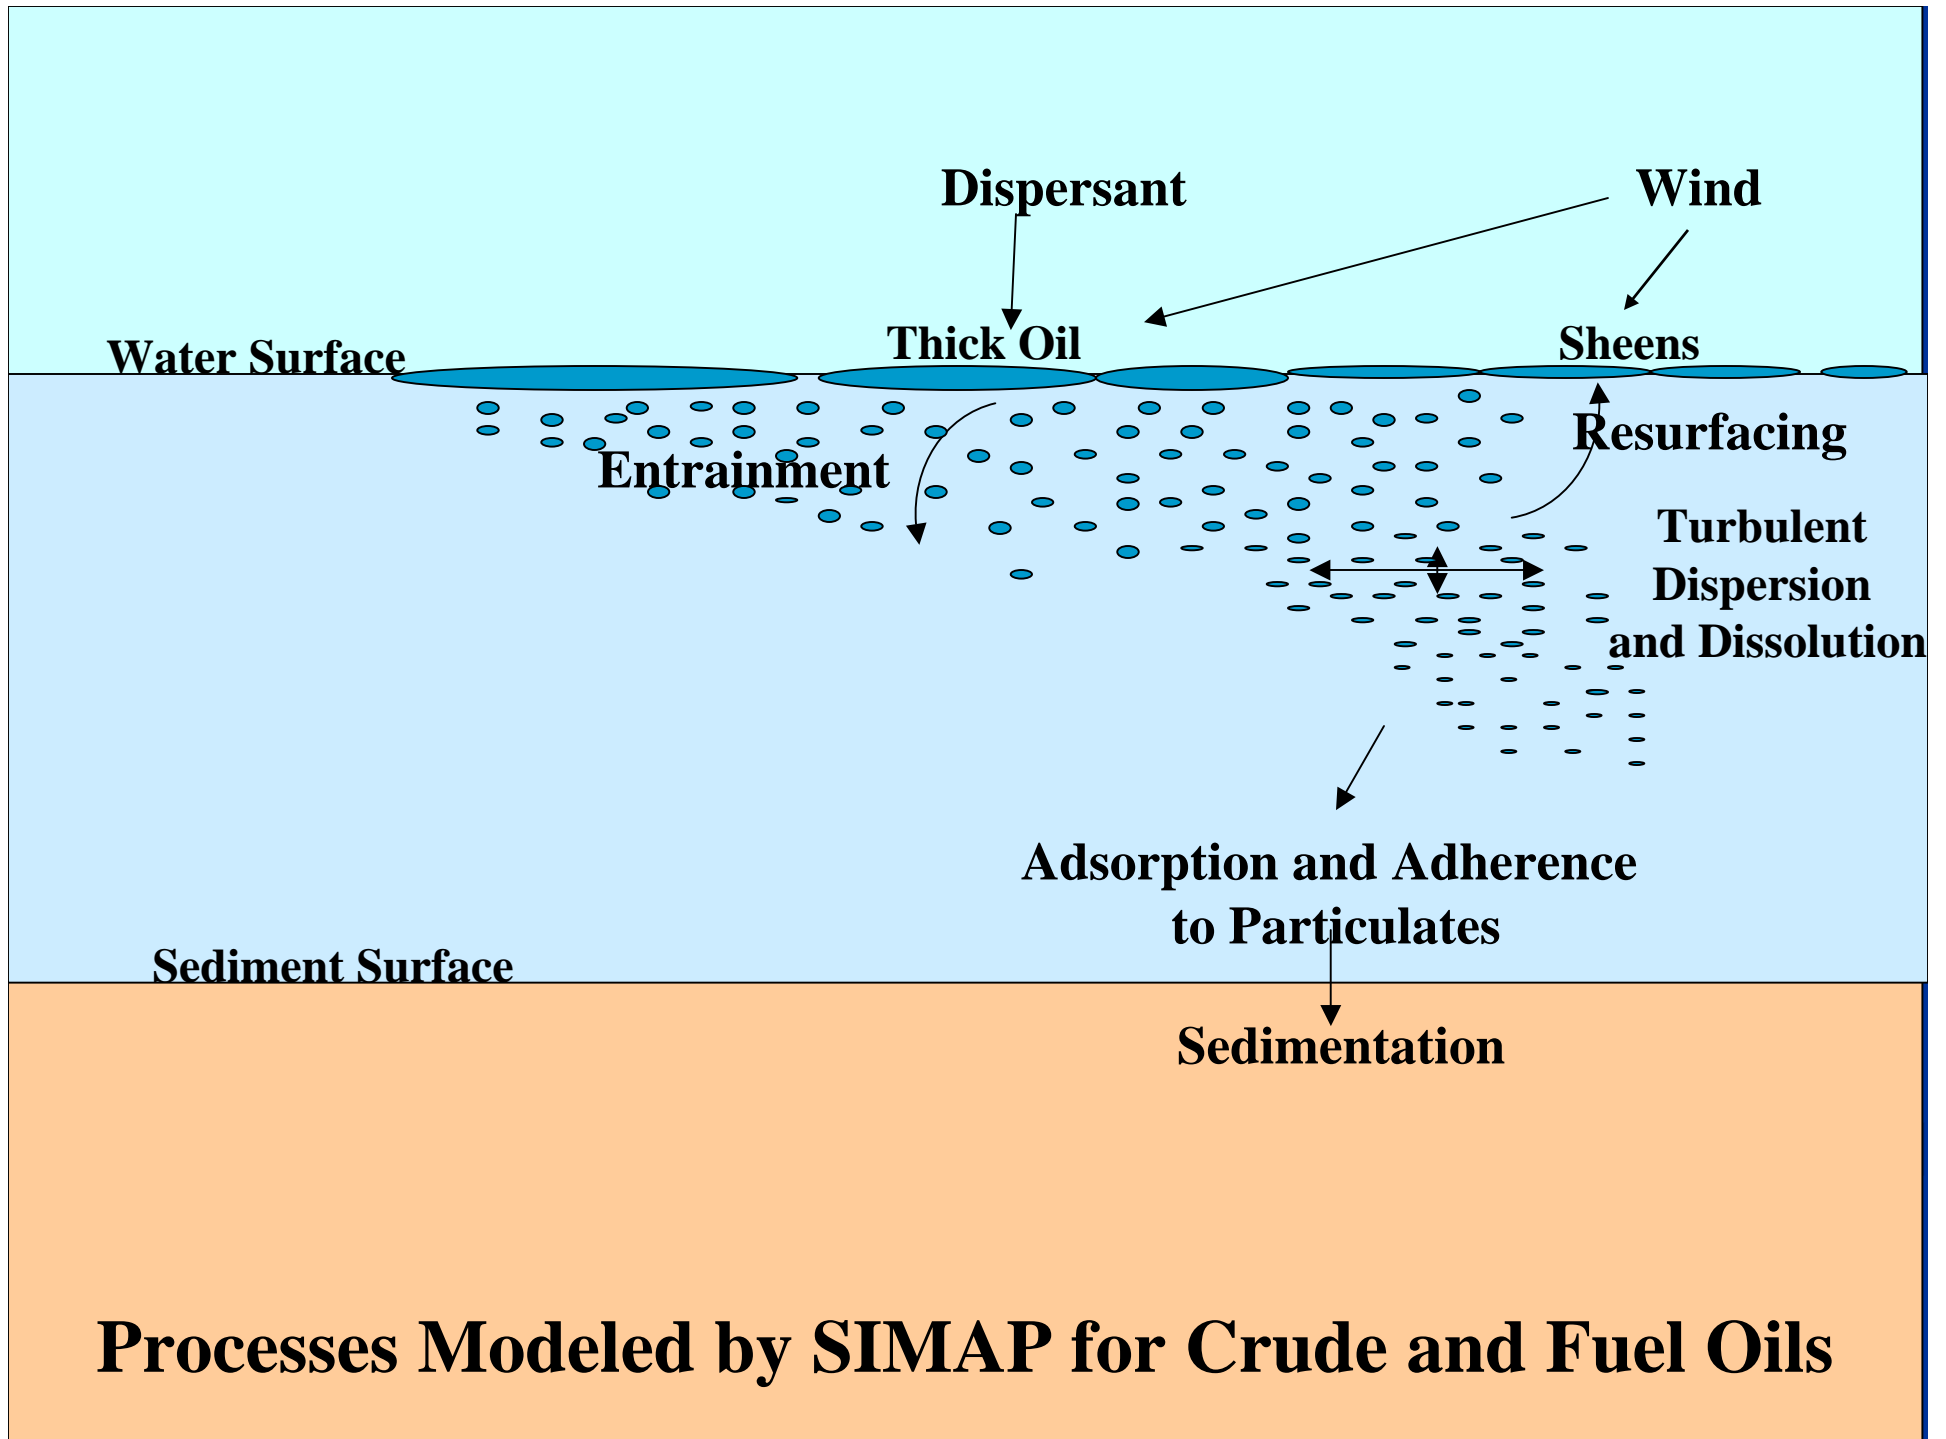 Dispersant
Wind
Thick Oil
Sheens
Water Surface
Resurfacing
Entrainment
Turbulent
Dispersion
and Dissolution
Adsorption and Adherence
to Particulates
Sediment Surface
Sedimentation
Processes Modeled by SIMAP for Crude and Fuel Oils